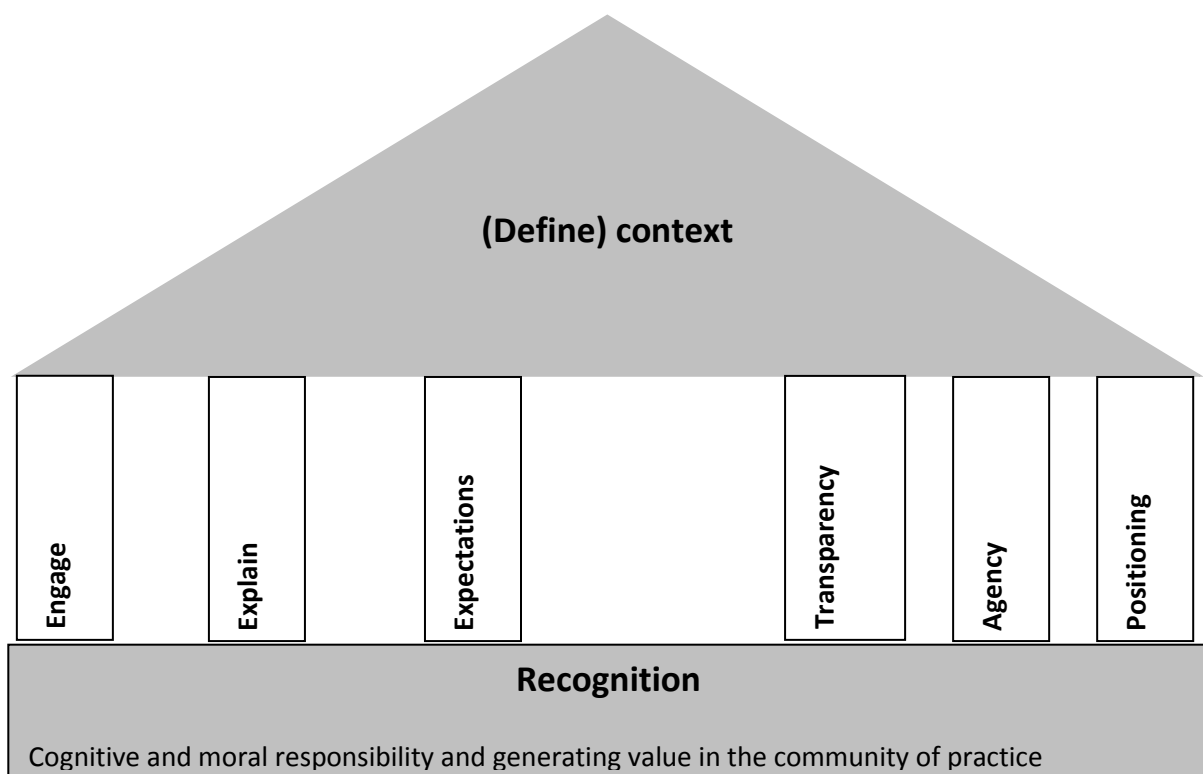 (Define) context
Engage
Explain
Expectations
Transparency
Agency
Positioning
Recognition
Cognitive and moral responsibility and generating value in the community of practice